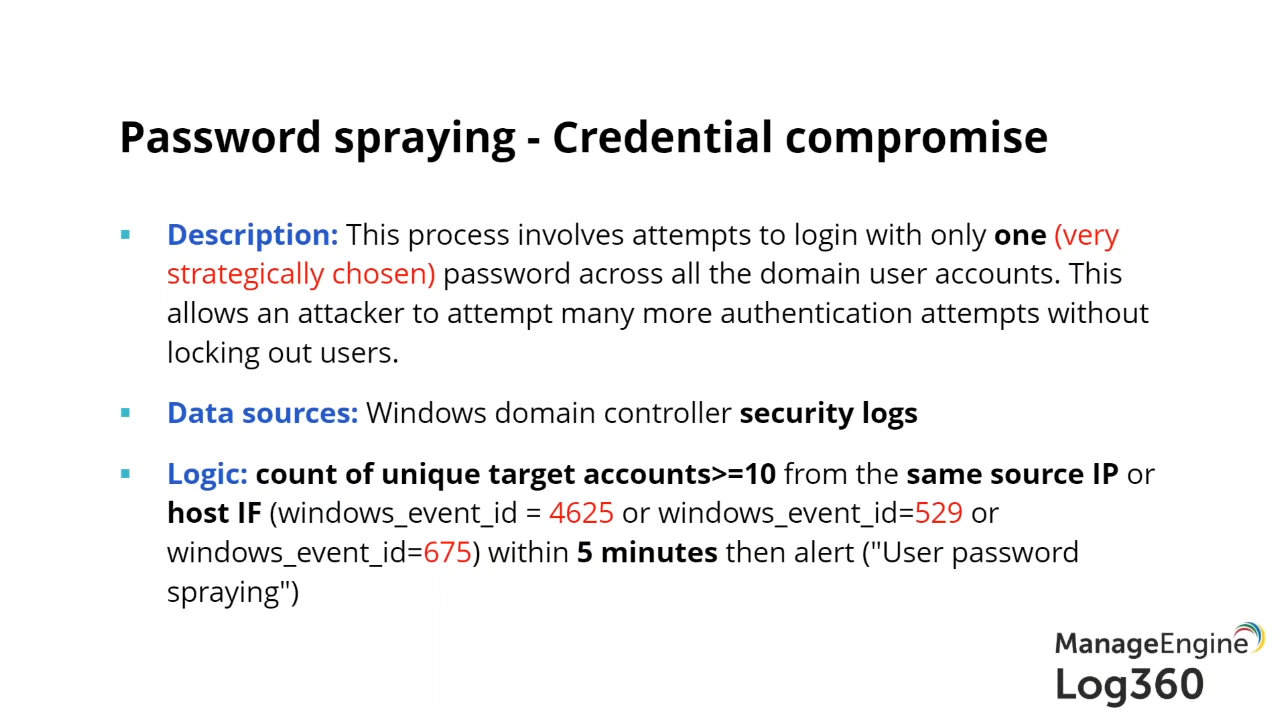 Password spraying - Credential compromise
▪ Description: This process involves attempts to login with only one (very
strategically chosen) password across all the domain user accounts. This
allows an attacker to attempt many more authentication attempts without
locking out users.
▪ Data sources: Windows domain controller security logs
▪ Logic: count of unique target accounts>=10 from the same source IP or
host IF (windows_event_id = 4625 or windows_event_id=529 or
windows_event_id=675) within 5 minutes then alert ("User password
spraying")
ManageEngine
Log360